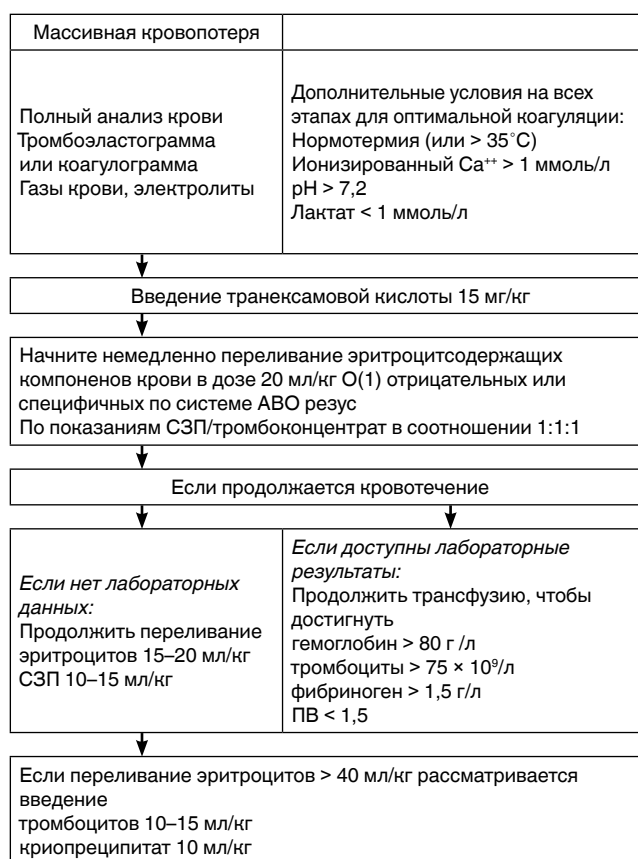 Массивная кровопотеря
Полный анализ крови
Тромбоэластограмма
или коагулограмма
Газы крови, электролиты
Дополнительные условия на всех
этапах для оптимальной коагуляции:
Нормотермия (или > 35˚С)
Ионизированный Ca⁺⁺ > 1 ммоль/л
рН > 7,2
Лактат < 1 ммоль/л
Введение транексамовой кислоты 15 мг/кг
Начните немедленно переливание эритроцитсодержащих
компоненов крови в дозе 20 мл/кг О(1) отрицательных или
специфичных по системе АВО резус
По показаниям СЗП/тромбоконцентрат в соотношении 1:1:1
Если продолжается кровотечение
Если нет лабораторных
данных:
Продолжить переливание
эритроцитов 15–20 мл/кг
СЗП 10–15 мл/кг
Если доступны лабораторные
результаты:
Продолжить трансфузию, чтобы
достигнуть
гемоглобин > 80 г /л
тромбоциты > 75 × 10⁹/л
фибриноген > 1,5 г/л
ПВ < 1,5
Если переливание эритроцитов > 40 мл/кг рассматривается
введение
тромбоцитов 10–15 мл/кг
криопреципитат 10 мл/кг